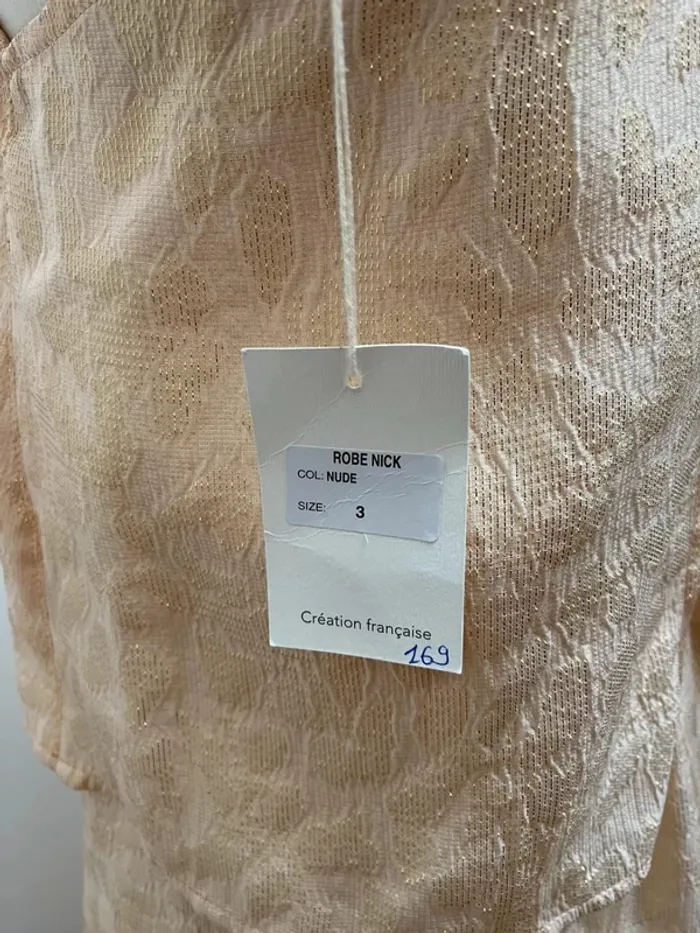 ROBE NICK
COL: NUDE
SIZE: 3
Création française
169